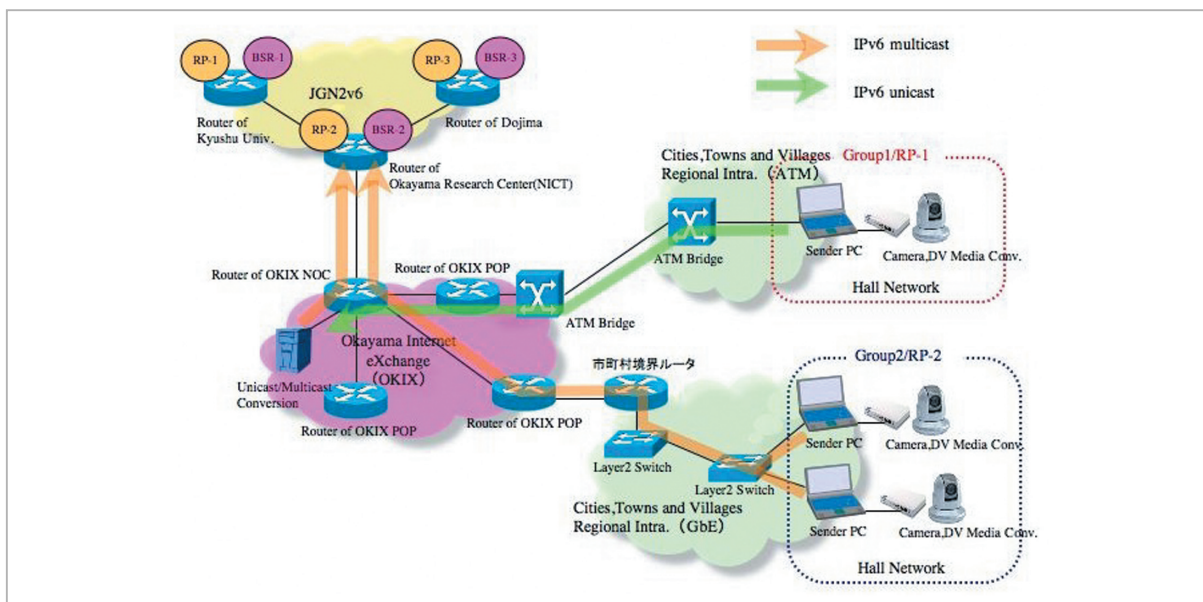 RP-1
BSR-1
RP-3
BSR-3
IPv6 multicast
IPv6 unicast
JGN2v6
Router of
Kyushu Univ.
RP-2
BSR-2
Router of Dojima
Router of
Okayama Research Center(NICT)
Cities,Towns and Villages
Regional Intra.（ATM）
Group1/RP-1
ATM Bridge
Sender PC
Camera,DV Media Conv.
Hall Network
Router of OKIX NOC
Router of OKIX POP
ATM Bridge
Okayama Internet
eXchange
（OKIX）
Unicast/Multicast
Conversion
Router of OKIX POP
Router of OKIX POP
市町村境界ルータ
Layer2 Switch
Layer2 Switch
Cities,Towns and Villages
Regional Intra.（GbE）
Group2/RP-2
Sender PC
Camera,DV Media Conv.
Sender PC
Camera,DV Media Conv.
Hall Network